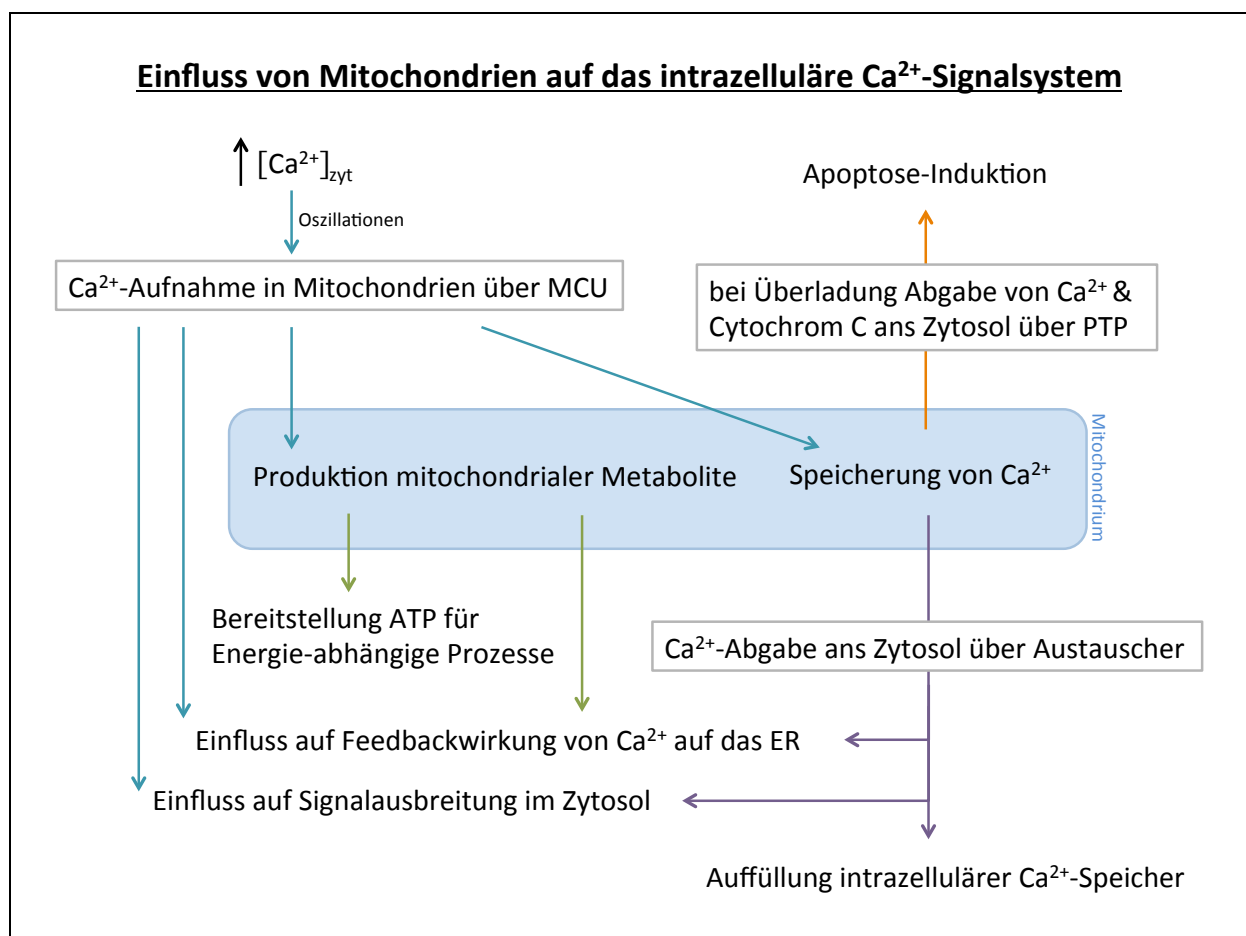 Einfluss von Mitochondrien auf das intrazelluläre Ca²⁺-Signalsystem
[Ca²⁺]zyt
Oszillationen
Apoptose-Induktion
Ca²⁺-Aufnahme in Mitochondrien über MCU
bei Überladung Abgabe von Ca²⁺ &
Cytochrom C ans Zytosol über PTP
Mitochondrium
Produktion mitochondrialer Metabolite
Speicherung von Ca²⁺
Bereitstellung ATP für
Energie-abhängige Prozesse
Ca²⁺-Abgabe ans Zytosol über Austauscher
Einfluss auf Feedbackwirkung von Ca²⁺ auf das ER
Einfluss auf Signalausbreitung im Zytosol
Auffüllung intrazellulärer Ca²⁺-Speicher